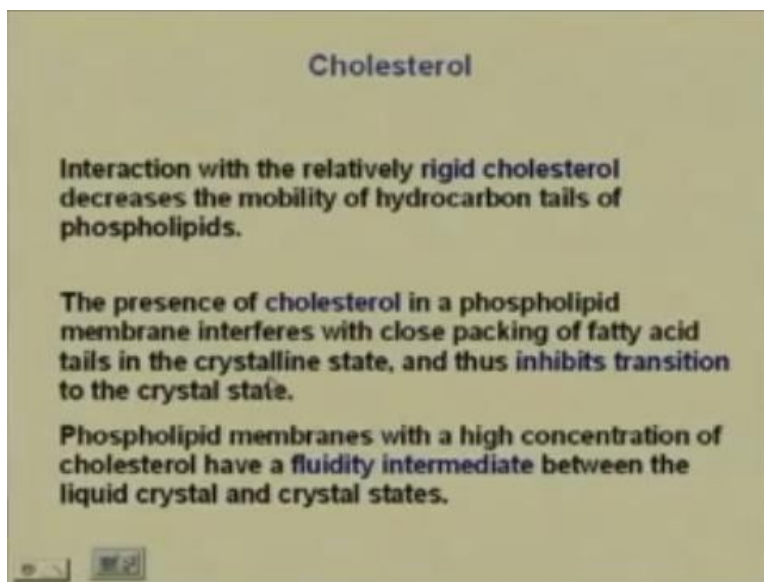 Cholesterol
Interaction with the relatively rigid cholesterol
decreases the mobility of hydrocarbon tails of
phospholipids.
The presence of cholesterol in a phospholipid
membrane interferes with close packing of fatty acid
tails in the crystalline state, and thus inhibits transition
to the crystal state.
Phospholipid membranes with a high concentration of
cholesterol have a fluidity intermediate between the
liquid crystal and crystal states.